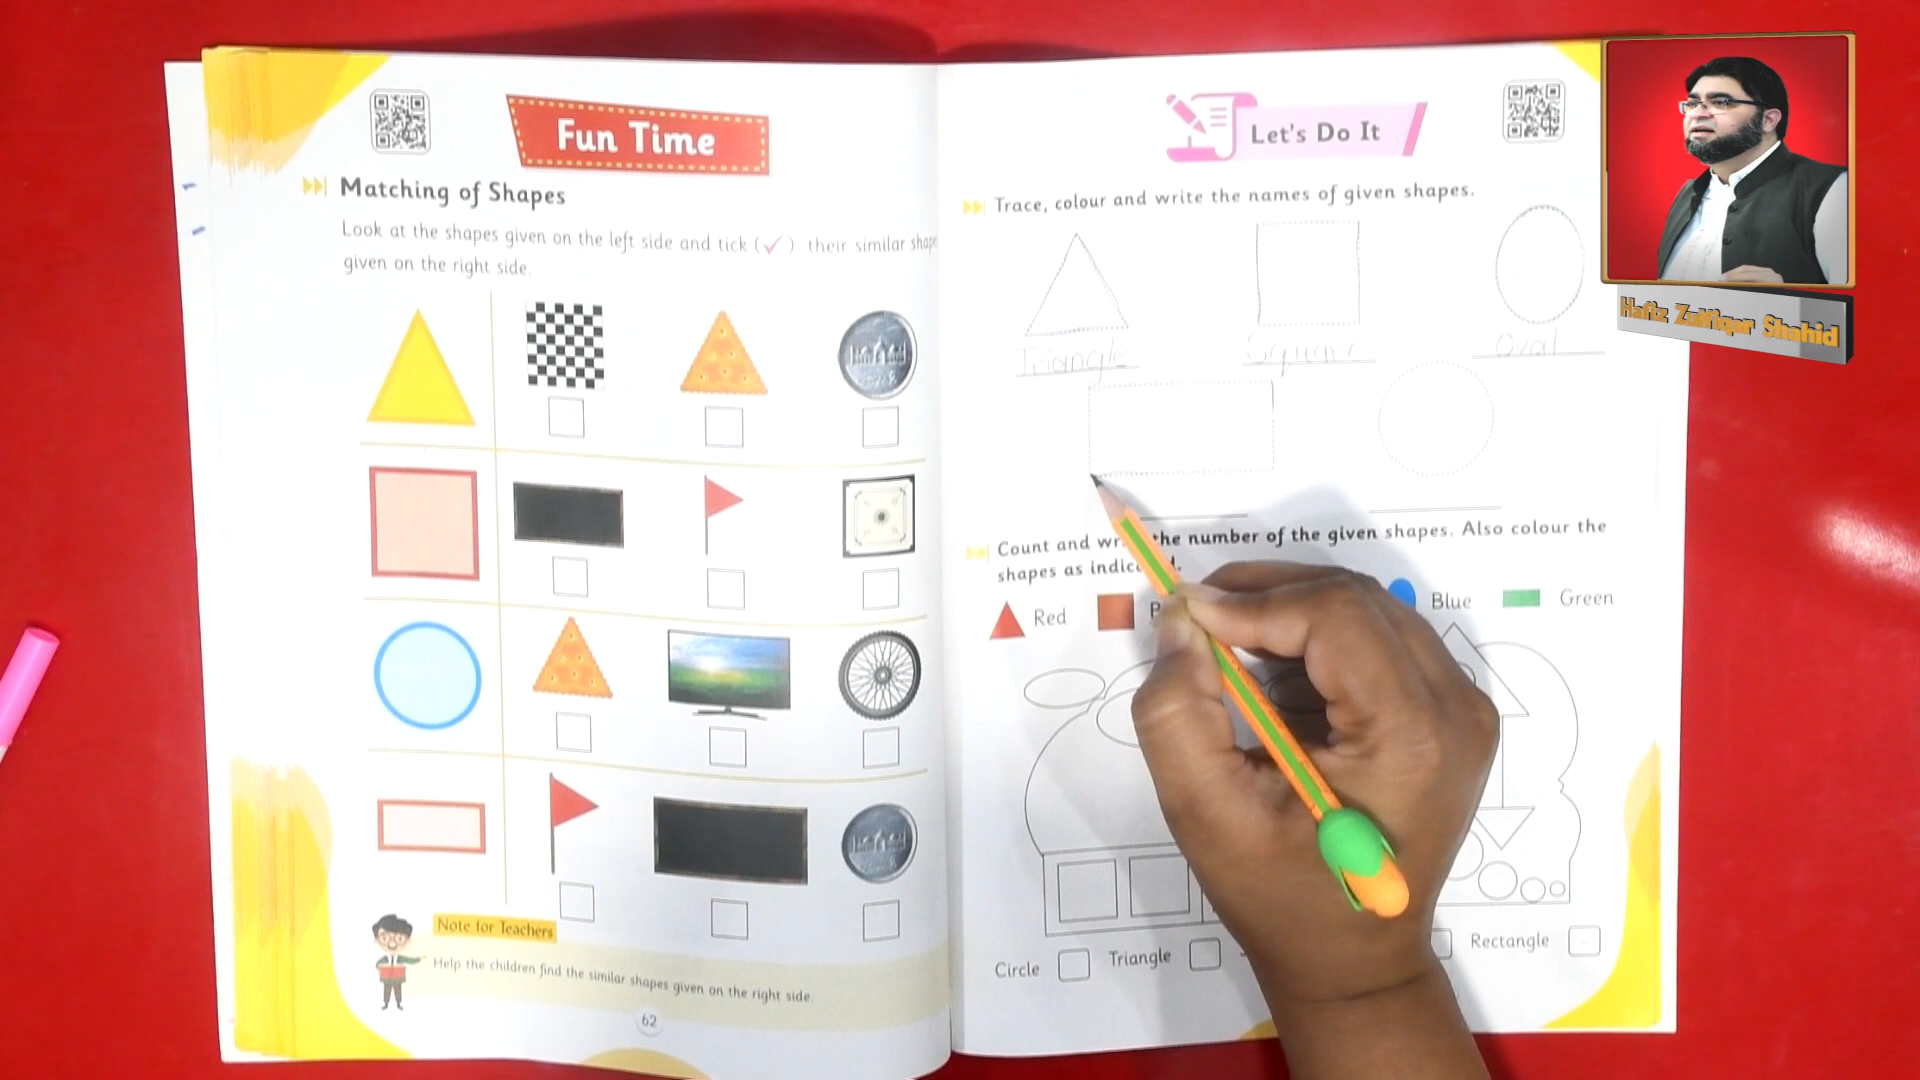 Fun Time
Matching of Shapes
Look at the shapes given on the left side and tick (✓) their similar shape
given on the right side.
Note for Teachers
Help the children find the similar shapes given on the right side.
62
Let's Do It
Trace, colour and write the names of given shapes.
Triangle Square Oval
Count and the number of the given shapes. Also colour the
shapes as
Red Blue Green
Circle Triangle Rectangle
Hafiz Zulfiqar Shahid